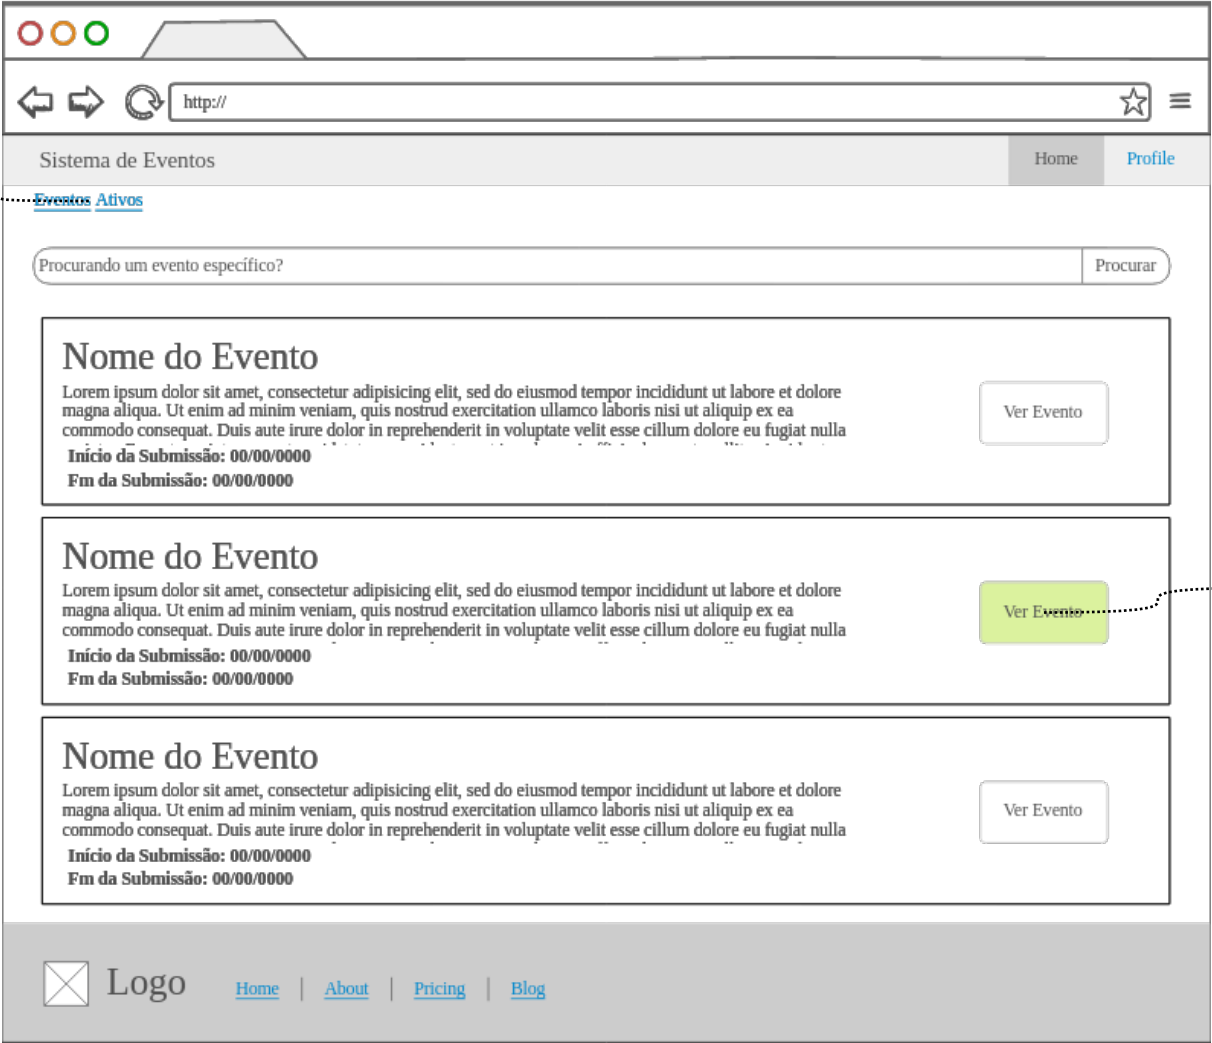 http://
Sistema de Eventos
Home
Profile
Eventos Ativos
Procurando um evento específico?
Procurar
Nome do Evento
Lorem ipsum dolor sit amet, consectetur adipisicing elit, sed do eiusmod tempor incididunt ut labore et dolore
magna aliqua. Ut enim ad minim veniam, quis nostrud exercitation ullamco laboris nisi ut aliquip ex ea
commodo consequat. Duis aute irure dolor in reprehenderit in voluptate velit esse cillum dolore eu fugiat nulla
Início da Submissão: 00/00/0000
Fm da Submissão: 00/00/0000
Ver Evento
Nome do Evento
Lorem ipsum dolor sit amet, consectetur adipisicing elit, sed do eiusmod tempor incididunt ut labore et dolore
magna aliqua. Ut enim ad minim veniam, quis nostrud exercitation ullamco laboris nisi ut aliquip ex ea
commodo consequat. Duis aute irure dolor in reprehenderit in voluptate velit esse cillum dolore eu fugiat nulla
Início da Submissão: 00/00/0000
Fm da Submissão: 00/00/0000
Ver Evento
Nome do Evento
Lorem ipsum dolor sit amet, consectetur adipisicing elit, sed do eiusmod tempor incididunt ut labore et dolore
magna aliqua. Ut enim ad minim veniam, quis nostrud exercitation ullamco laboris nisi ut aliquip ex ea
commodo consequat. Duis aute irure dolor in reprehenderit in voluptate velit esse cillum dolore eu fugiat nulla
Início da Submissão: 00/00/0000
Fm da Submissão: 00/00/0000
Ver Evento
Logo
Home | About | Pricing | Blog